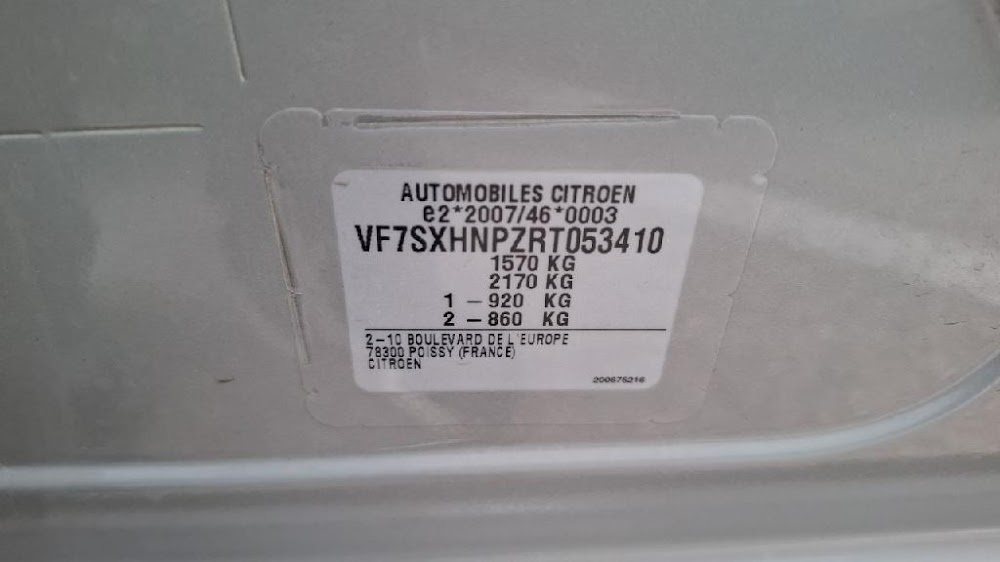 AUTOMOBILES CITROEN
e2*2007/46*0003
VF7SXHNPZRT053410
1570 KG
2170 KG
1 - 920 KG
2 - 860 KG
2-10 BOULEVARD DE L'EUROPE
78300 POISSY (FRANCE)
CITROEN
200675216